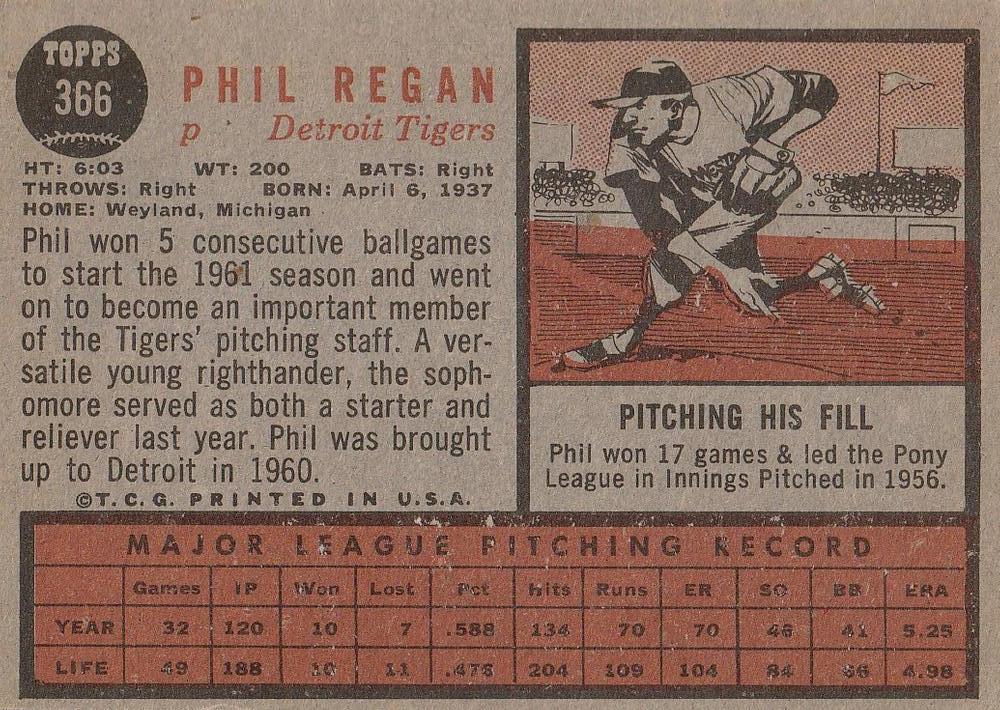 TOPPS
366
PHIL REGAN
p Detroit Tigers
HT: 6:03 WT: 200 BATS: Right
THROWS: Right BORN: April 6, 1937
HOME: Weyland, Michigan
Phil won 5 consecutive ballgames
to start the 1961 season and went
on to become an important member
of the Tigers' pitching staff. A ver-
satile young righthander, the soph-
omore served as both a starter and
reliever last year. Phil was brought
up to Detroit in 1960.
©T.C.G. PRINTED IN U.S.A.
PITCHING HIS FILL
Phil won 17 games & led the Pony
League in Innings Pitched in 1956.
MAJOR LEAGUE PITCHING RECORD
Games IP Won Lost Pct Hits Runs ER SO BB ERA
YEAR 32 120 10 7 .588 134 70 70 46 41 5.25
LIFE 49 188 10 11 .476 204 109 104 84 66 4.98